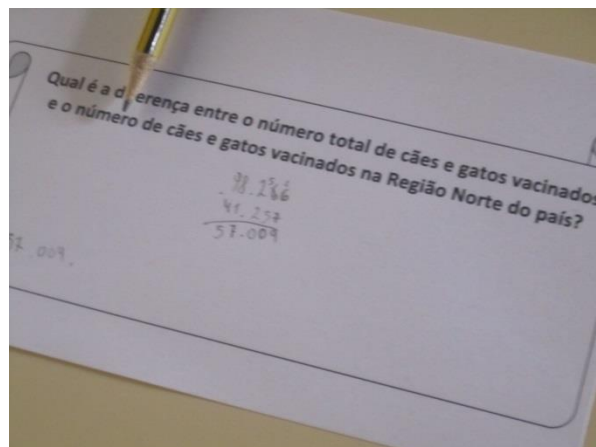 Qual é a diferença entre o número total de cães e gatos vacinados
e o número de cães e gatos vacinados na Região Norte do país?
98.266
41.257
57.009
57.009.